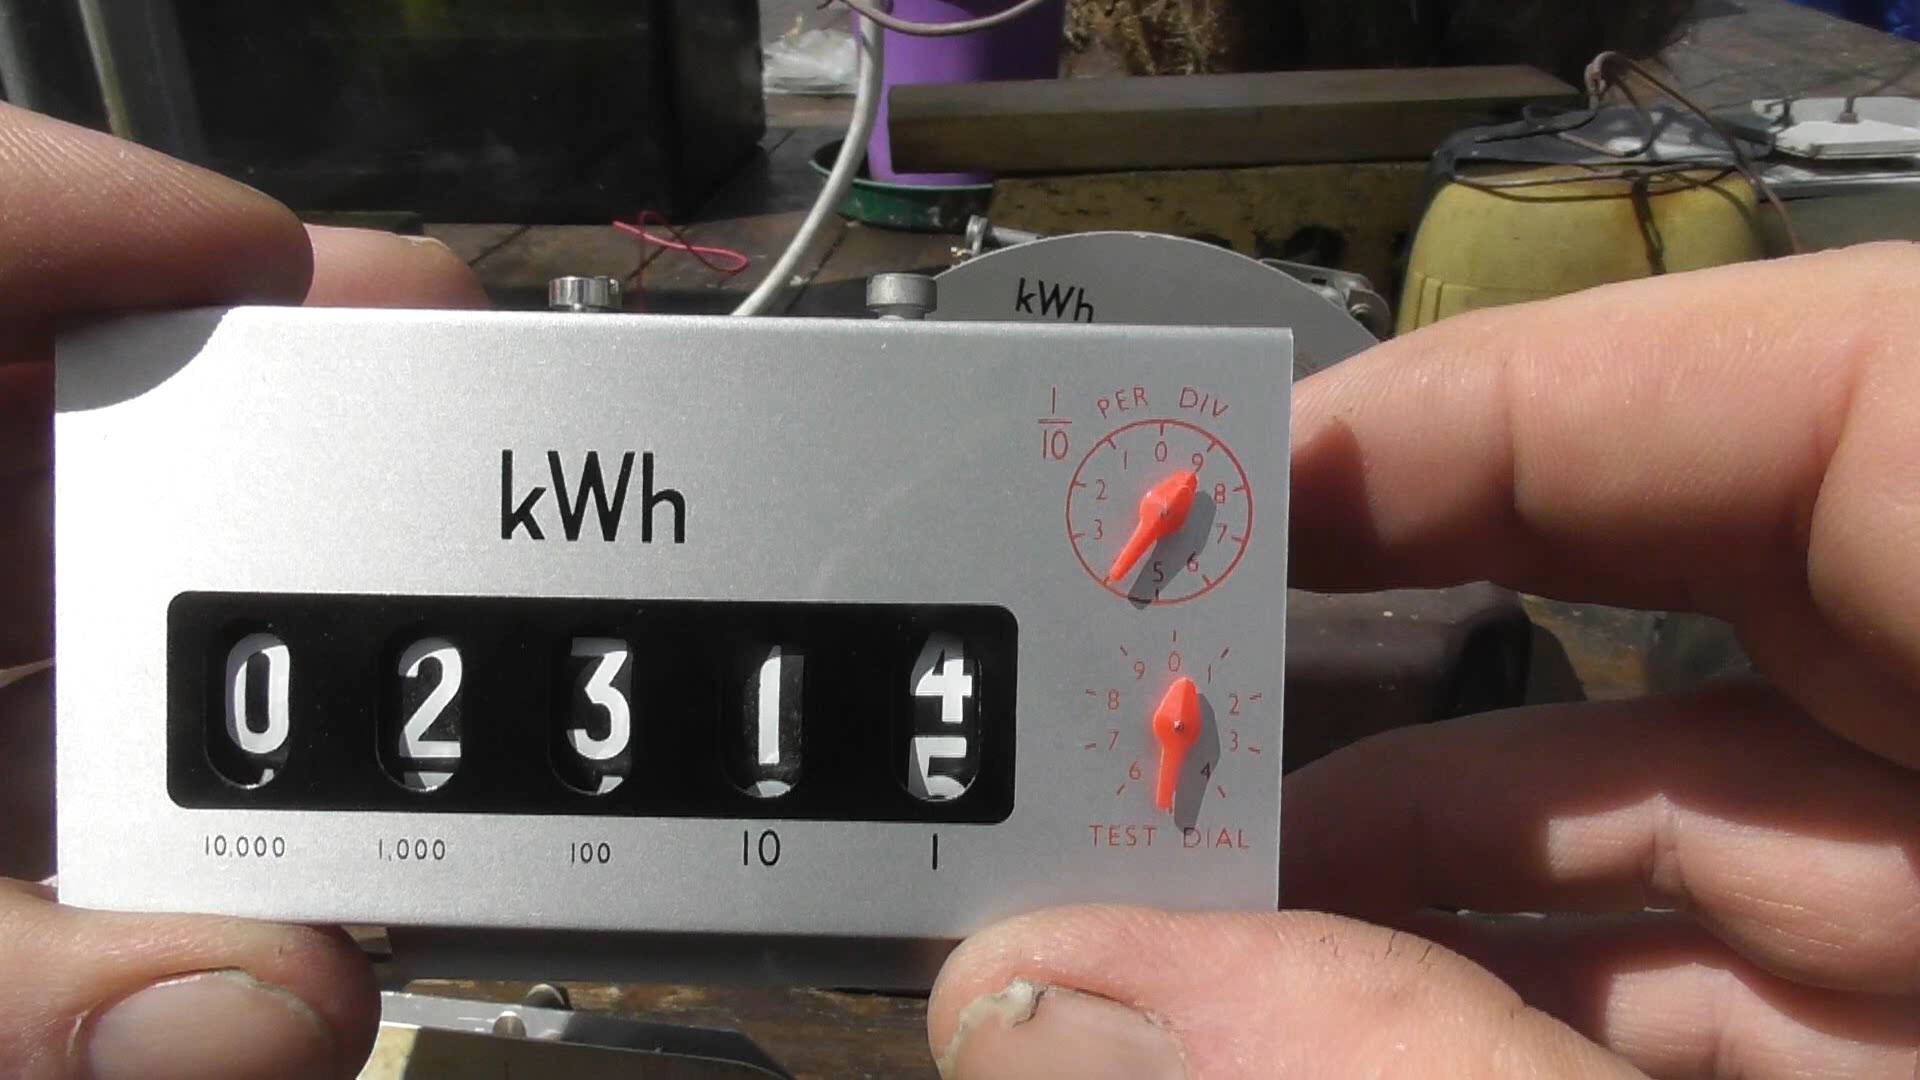 kWh
kWh
1/10 PER DIV
0 9 8 7 6 5 3 2 1
0 2 3 1 4
5
10,000 1,000 100 10 1
0 1 2 3 4 6 7 8 9
TEST DIAL